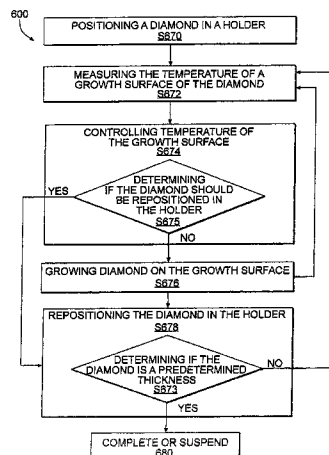 600
POSITIONING A DIAMOND IN A HOLDER
S670
MEASURING THE TEMPERATURE OF A
GROWTH SURFACE OF THE DIAMOND
S672
CONTROLLING TEMPERATURE OF
THE GROWTH SURFACE
S674
DETERMINING
IF THE DIAMOND SHOULD
BE REPOSITIONED IN
THE HOLDER
S675
YES
NO
GROWING DIAMOND ON THE GROWTH SURFACE
S676
REPOSITIONING THE DIAMOND IN THE HOLDER
S678
DETERMINING IF THE
DIAMOND IS A PREDETERMINED
THICKNESS
S673
NO
YES
COMPLETE OR SUSPEND
680